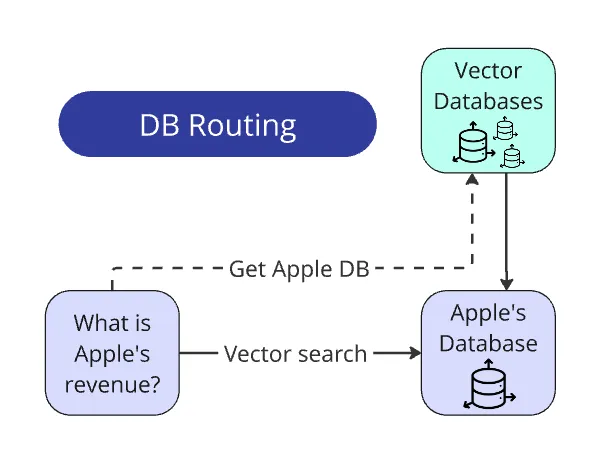 DB Routing
Vector
Databases
Get Apple DB
What is
Apple's
revenue?
Vector search
Apple's
Database